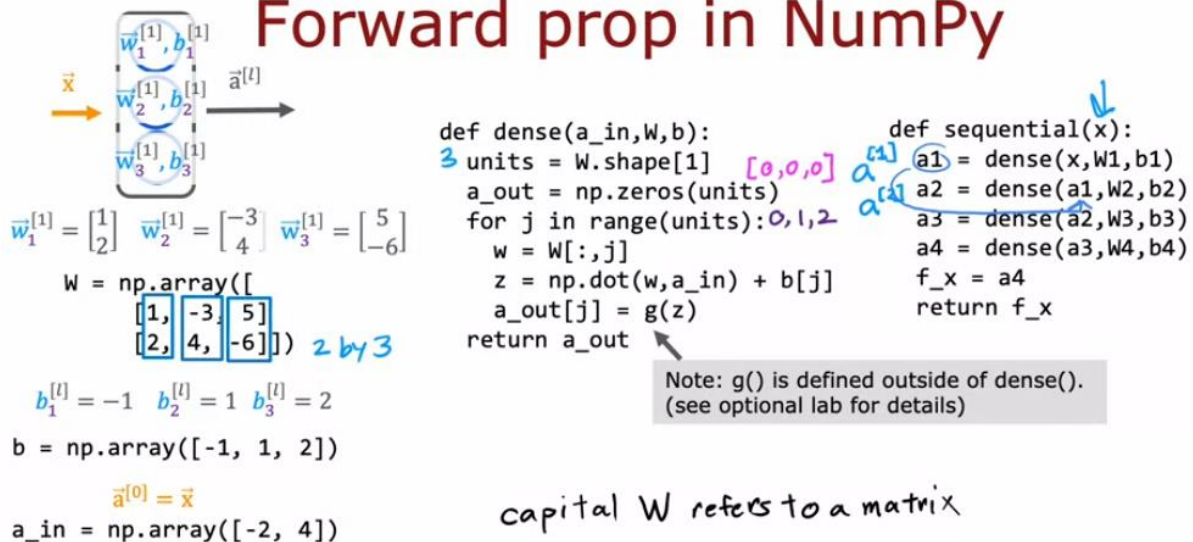 Forward prop in NumPy
w⃗₁^[1], b₁^[1]
x⃗
a⃗^[l]
w⃗₂^[1], b₂^[1]
w⃗₃^[1], b₃^[1]
w⃗₁^[1] = [1 2] w⃗₂^[1] = [-3 4] w⃗₃^[1] = [5 -6]
W = np.array([
[1, -3, 5]
[2, 4, -6]]) 2 by 3
b₁^[l] = -1 b₂^[l] = 1 b₃^[l] = 2
b = np.array([-1, 1, 2])
a⃗^[0] = x⃗
a_in = np.array([-2, 4])
def dense(a_in,W,b):
3 units = W.shape[1] [0,0,0]
a_out = np.zeros(units)
for j in range(units): 0,1,2
w = W[:,j]
z = np.dot(w,a_in) + b[j]
a_out[j] = g(z)
return a_out
Note: g() is defined outside of dense().
(see optional lab for details)
def sequential(x):
a^[1] a1 = dense(x,W1,b1)
a^[2] a2 = dense(a1,W2,b2)
a3 = dense(a2,W3,b3)
a4 = dense(a3,W4,b4)
f_x = a4
return f_x
capital W refers to a matrix